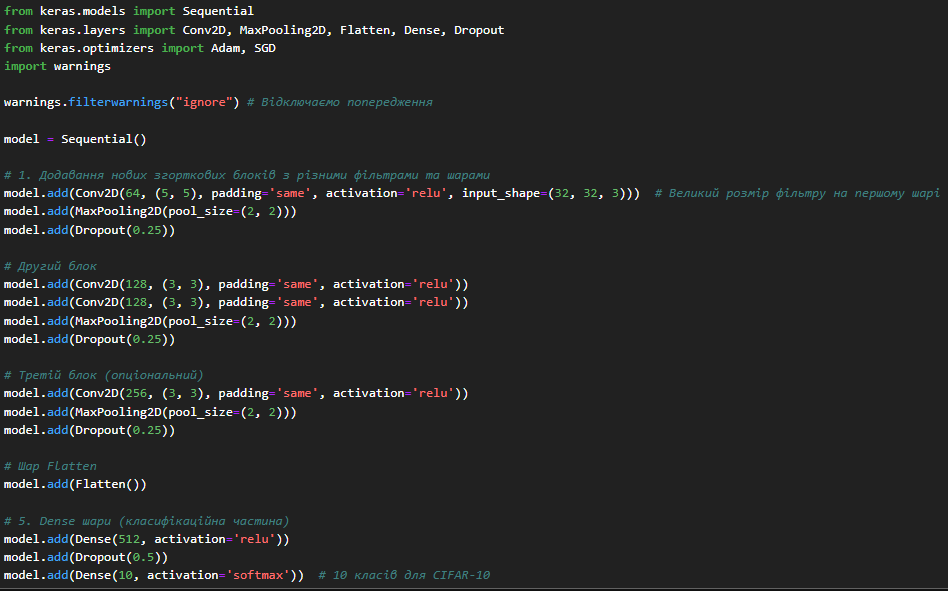 from keras.models import Sequential
from keras.layers import Conv2D, MaxPooling2D, Flatten, Dense, Dropout
from keras.optimizers import Adam, SGD
import warnings
warnings.filterwarnings("ignore") # Відключаємо попередження
model = Sequential()
# 1. Додавання нових згорткових блоків з різними фільтрами та шарами
model.add(Conv2D(64, (5, 5), padding='same', activation='relu', input_shape=(32, 32, 3)))  # Великий розмір фільтру на першому шарі
model.add(MaxPooling2D(pool_size=(2, 2)))
model.add(Dropout(0.25))
# Другий блок
model.add(Conv2D(128, (3, 3), padding='same', activation='relu'))
model.add(Conv2D(128, (3, 3), padding='same', activation='relu'))
model.add(MaxPooling2D(pool_size=(2, 2)))
model.add(Dropout(0.25))
# Третій блок (опціональний)
model.add(Conv2D(256, (3, 3), padding='same', activation='relu'))
model.add(MaxPooling2D(pool_size=(2, 2)))
model.add(Dropout(0.25))
# Шар Flatten
model.add(Flatten())
# 5. Dense шари (класифікаційна частина)
model.add(Dense(512, activation='relu'))
model.add(Dropout(0.5))
model.add(Dense(10, activation='softmax'))  # 10 класів для CIFAR-10